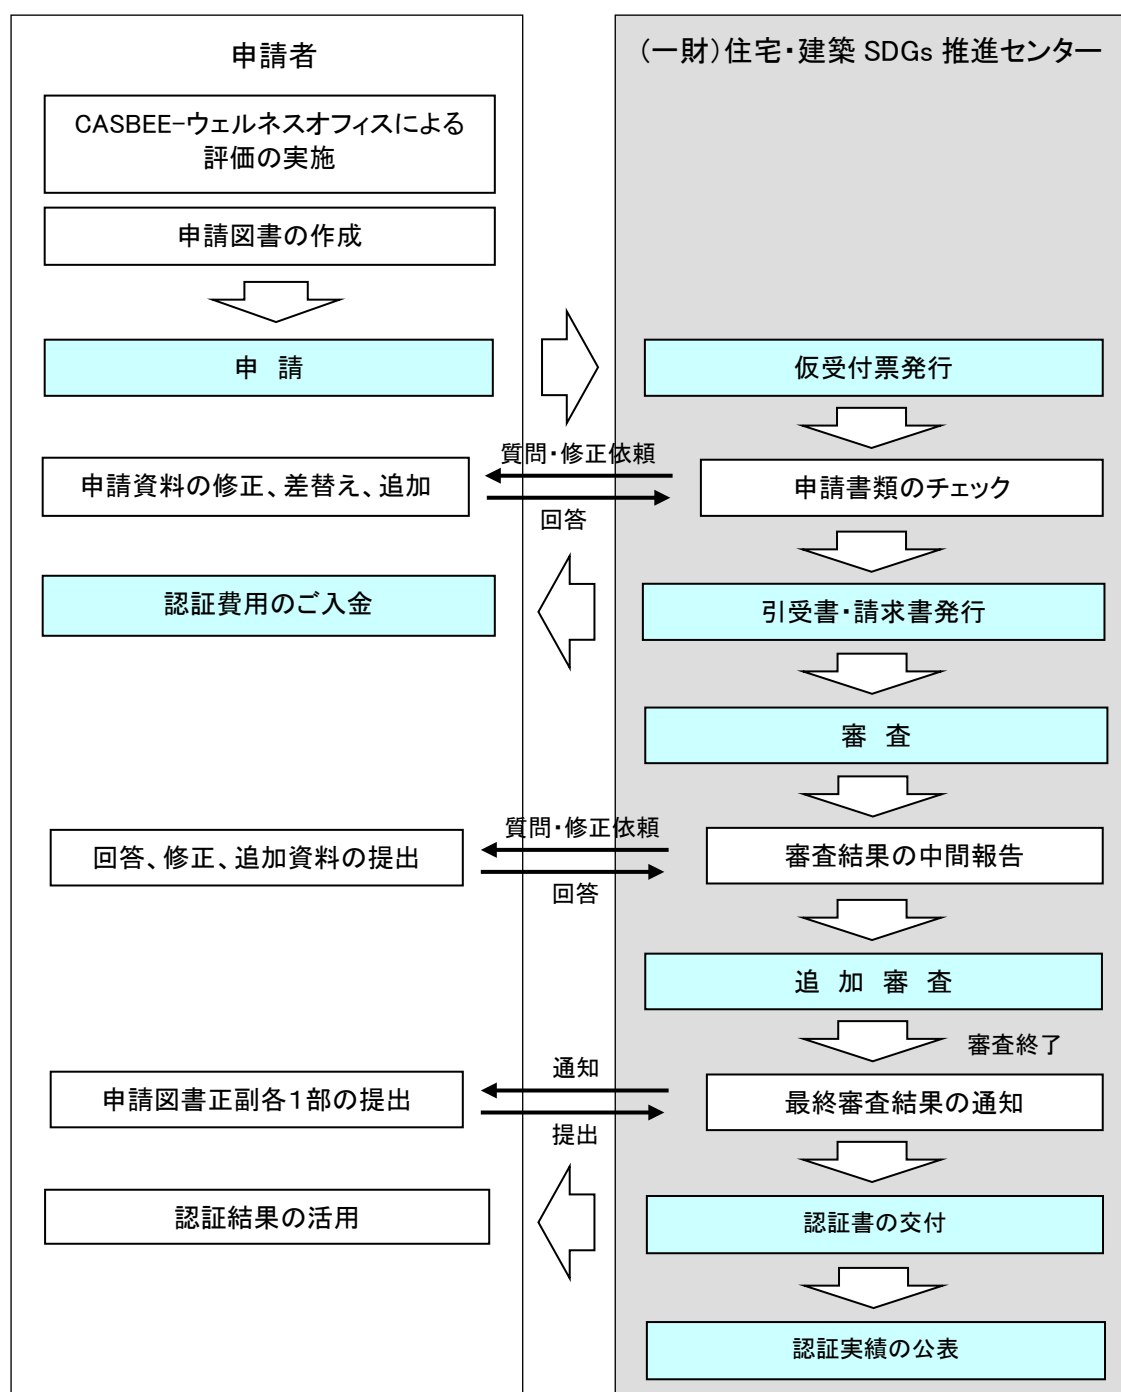 申請者
(一財)住宅・建築 SDGs 推進センター
CASBEE-ウェルネスオフィスによる
評価の実施
申請図書の作成
申 請
仮受付票発行
質問・修正依頼
申請資料の修正、差替え、追加
申請書類のチェック
回答
認証費用のご入金
引受書・請求書発行
審 査
質問・修正依頼
回答、修正、追加資料の提出
審査結果の中間報告
回答
追 加 審 査
審査終了
通知
申請図書正副各1部の提出
最終審査結果の通知
提出
認証結果の活用
認証書の交付
認証実績の公表